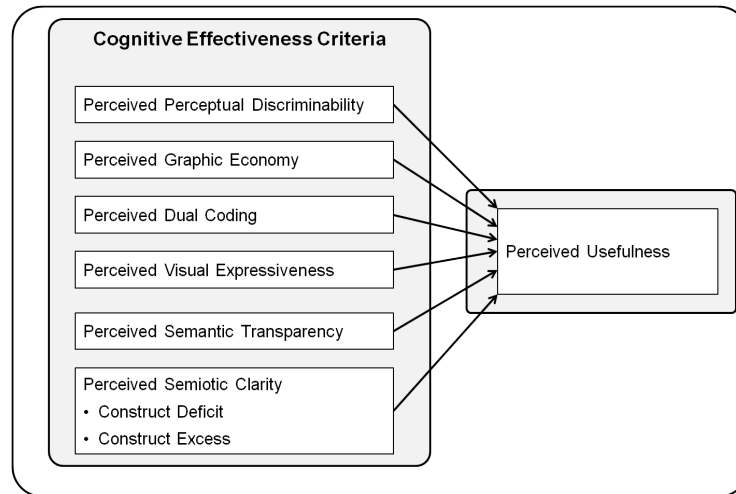 Cognitive Effectiveness Criteria
Perceived Perceptual Discriminability
Perceived Graphic Economy
Perceived Dual Coding
Perceived Visual Expressiveness
Perceived Semantic Transparency
Perceived Semiotic Clarity
• Construct Deficit
• Construct Excess
Perceived Usefulness